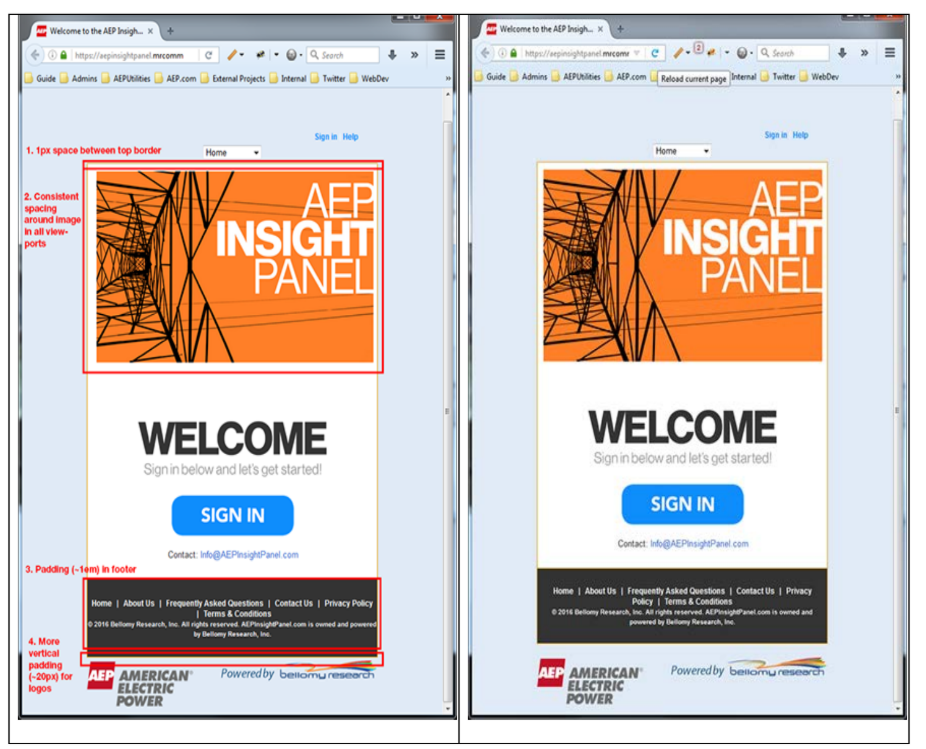 Welcome to the AEP Insigh... × +
https://aepinsightpanel.mrcomm
Search
Guide Admins AEPUtilities AEP.com External Projects Internal Twitter WebDev »
Sign in Help
1. 1px space between top border
Home
2. Consistent
spacing
around image
in all view-
ports
AEP
INSIGHT
PANEL
WELCOME
Sign in below and let's get started!
SIGN IN
Contact: Info@AEPInsightPanel.com
3. Padding (~1em) in footer
Home | About Us | Frequently Asked Questions | Contact Us | Privacy Policy
| Terms & Conditions
© 2016 Bellomy Research, Inc. All rights reserved. AEPInsightPanel.com is owned and powered
by Bellomy Research, Inc.
4. More
vertical
padding
(~20px) for
logos
AEP AMERICAN®
ELECTRIC
POWER
Powered by bellomy research
Welcome to the AEP Insigh... × +
https://aepinsightpanel.mrcomr
2
Search
Guide Admins AEPUtilities AEP.com Internal Twitter WebDev »
Reload current page
Sign in Help
Home
AEP
INSIGHT
PANEL
WELCOME
Sign in below and let's get started!
SIGN IN
Contact: Info@AEPInsightPanel.com
Home | About Us | Frequently Asked Questions | Contact Us | Privacy
Policy | Terms & Conditions
© 2016 Bellomy Research, Inc. All rights reserved. AEPInsightPanel.com is owned and
powered by Bellomy Research, Inc.
AEP AMERICAN®
ELECTRIC
POWER
Powered by bellomy research